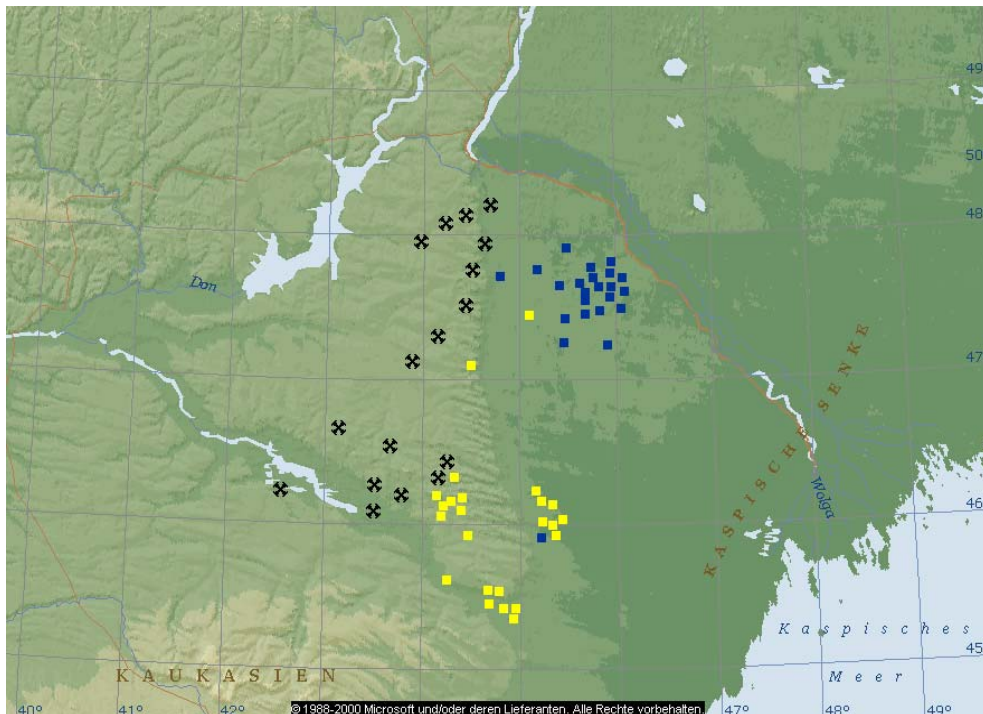 49
50
48
Don
47
KASPISCHE SENKE
46
Wolga
Kaspisches
45
KAUKASIEN
Meer
40° 41° 42° 47° 48° 49°
© 1988-2000 Microsoft und/oder deren Lieferanten. Alle Rechte vorbehalten.